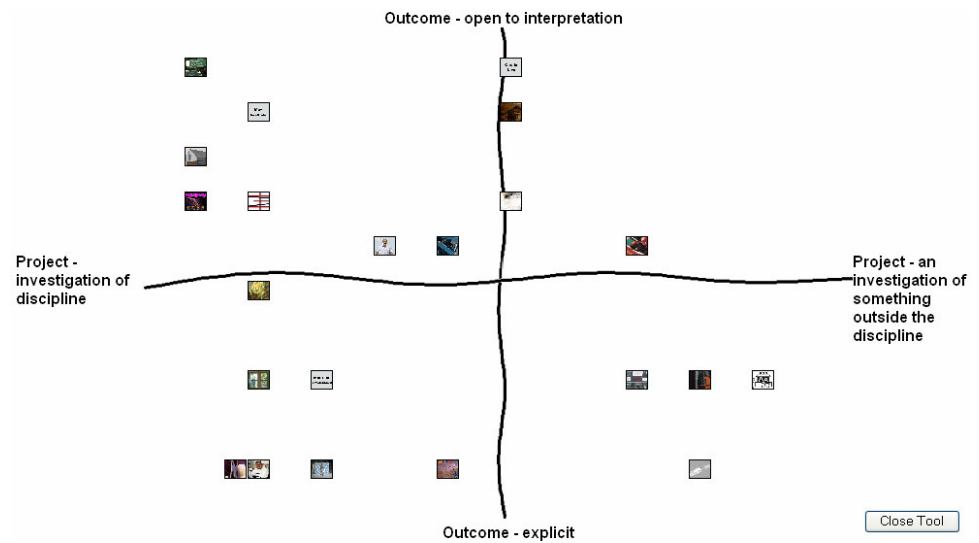 Outcome - open to interpretation
Project -
investigation of
discipline
Project - an
investigation of
something
outside the
discipline
Close Tool
Outcome - explicit